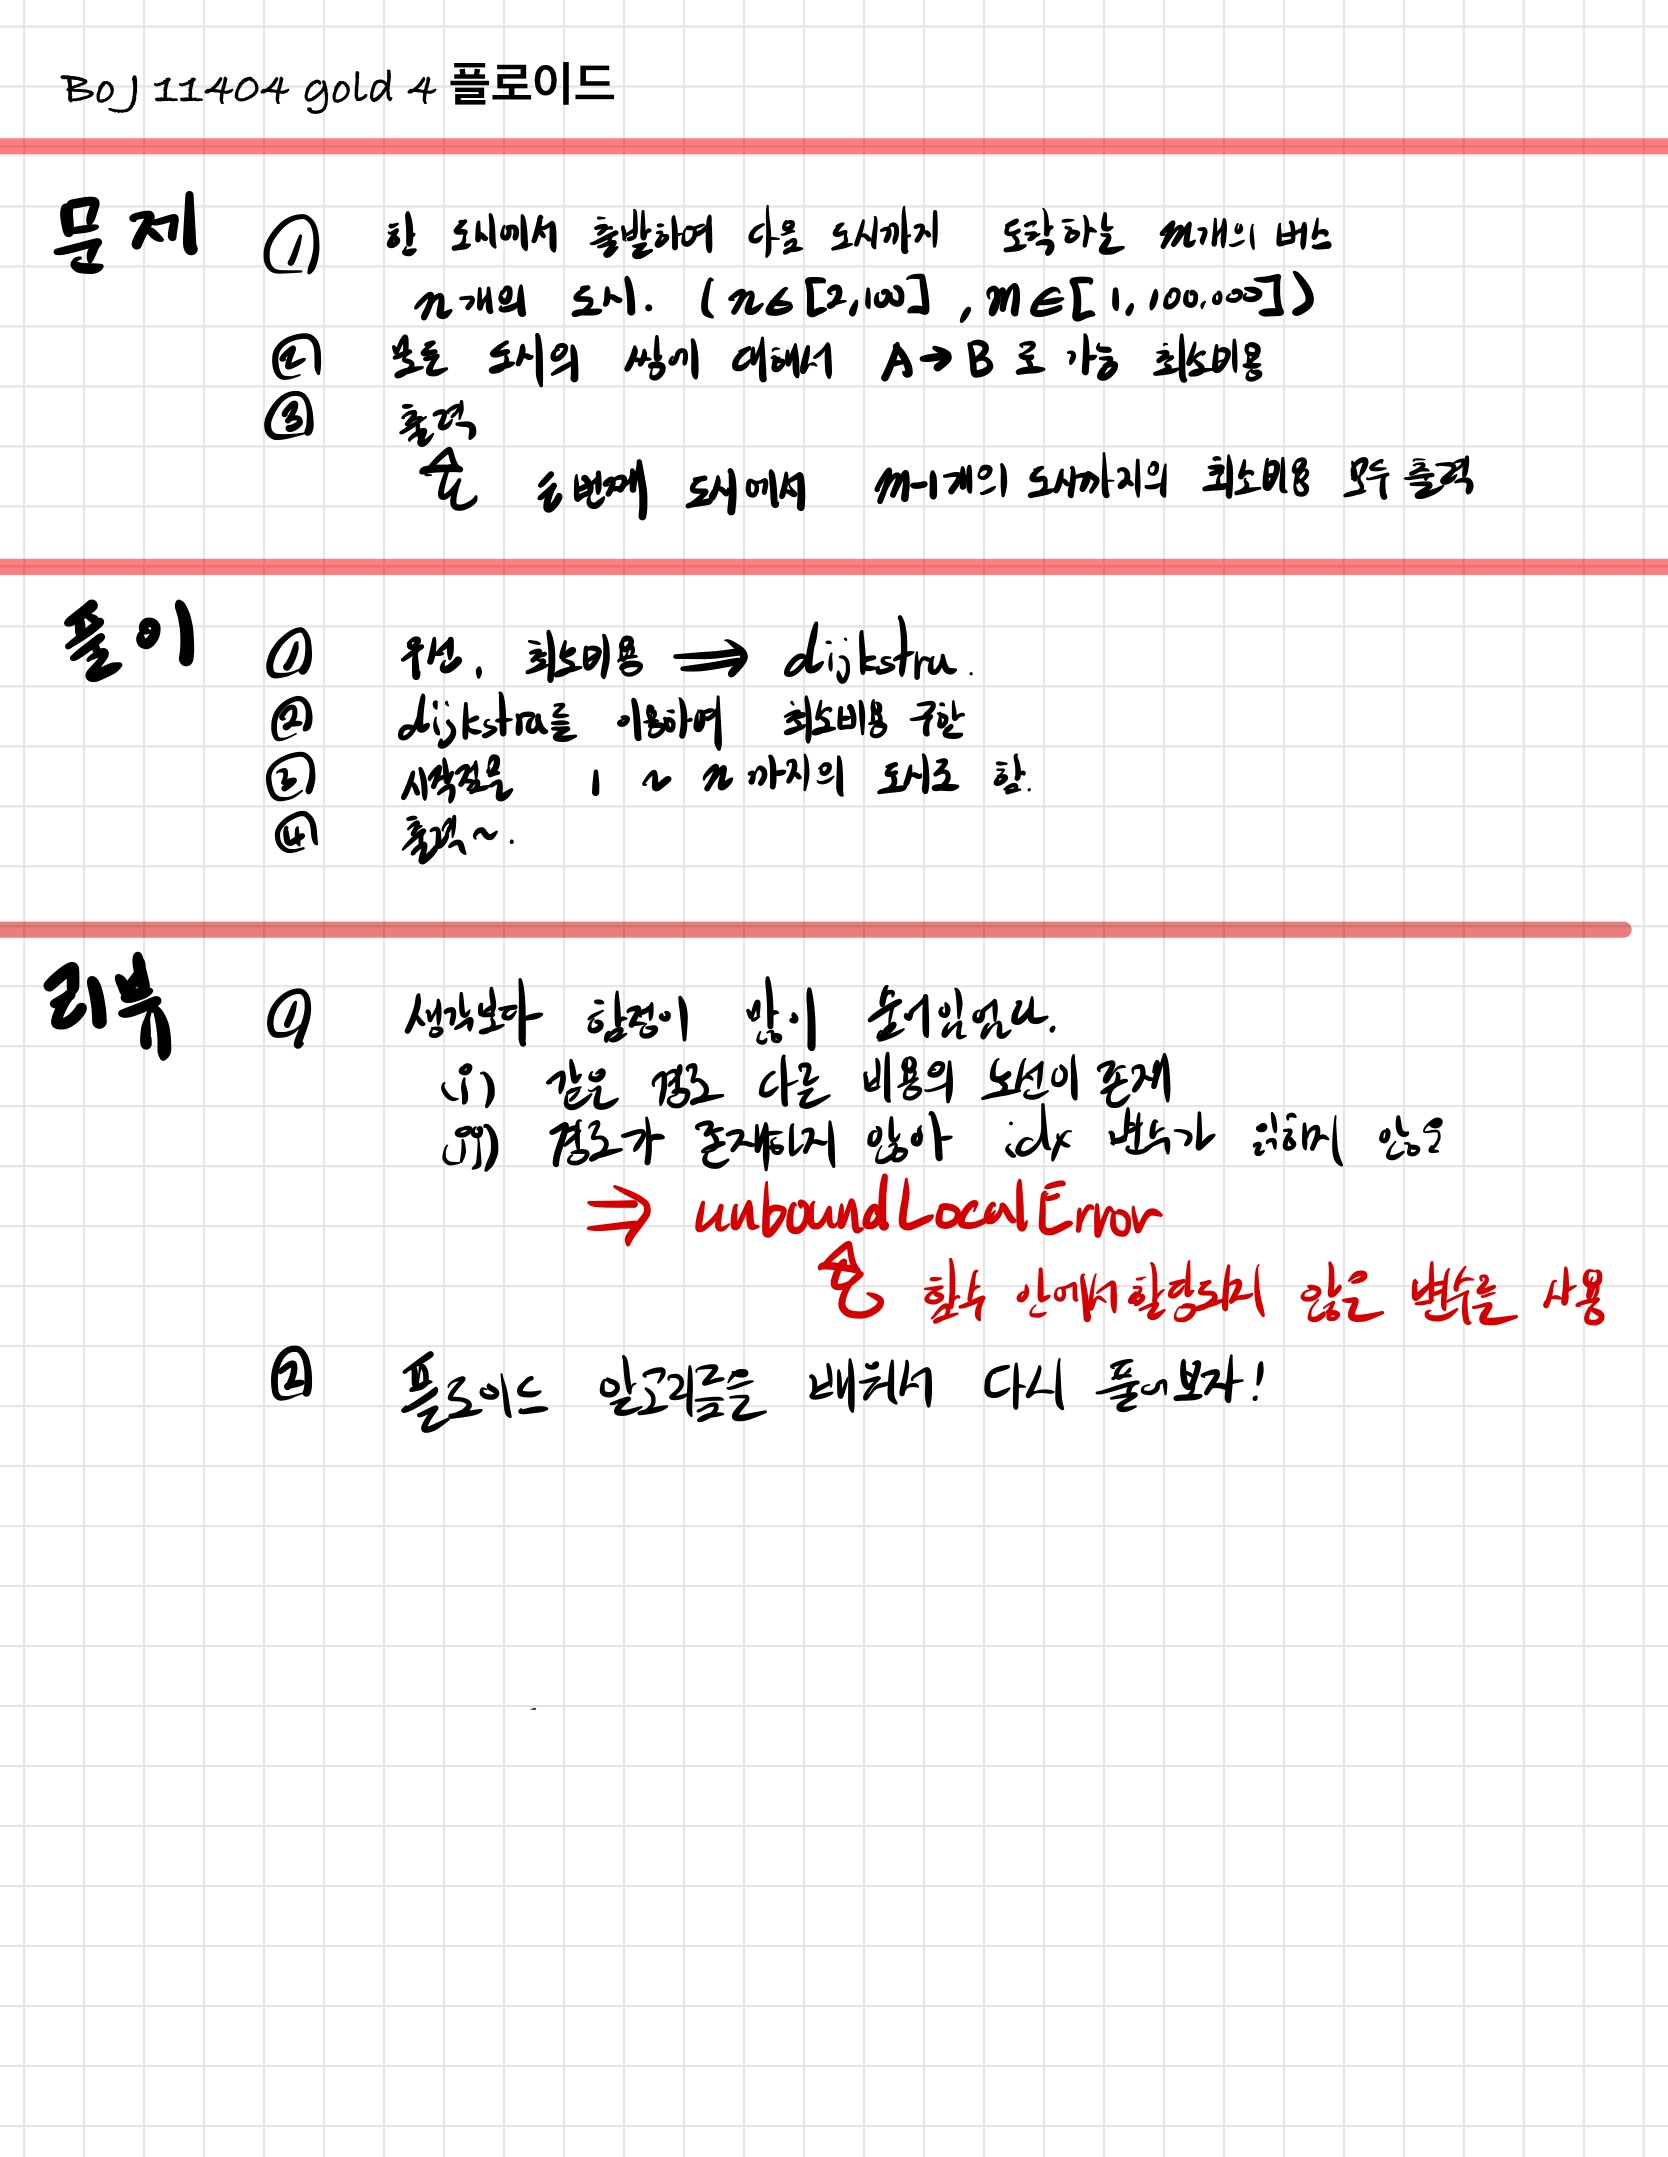 BOJ 11404 gold 4 플로이드
문제 ① 한 도시에서 출발하여 다음 도시까지 도착하는 m개의 버스
n개의 도시. (n∈[2,100], m∈[1,100,000])
② 모든 도시의 쌍에 대해서 A→B로 가능 최소비용
③ 출력
번째 도시에서 m-1개의 도시까지의 최소비용 모두 출력
풀이 ① 우선, 최소비용 ⇒ dijkstra.
② dijkstra를 이용하여 최소비용 구함
③ 시작점을 1 ~ n까지의 도시로 함.
④ 출력~.
리뷰 ① 생각보다 함정이 많이 숨어있었다.
i) 같은 경로 다른 비용의 노선이 존재
ii) 경로가 존재하지 않아 idx 변수가 읽히지 않음
⇒ unboundLocalError
함수 안에서 할당되지 않은 변수를 사용
② 플로이드 알고리즘을 배워서 다시 풀어보자!